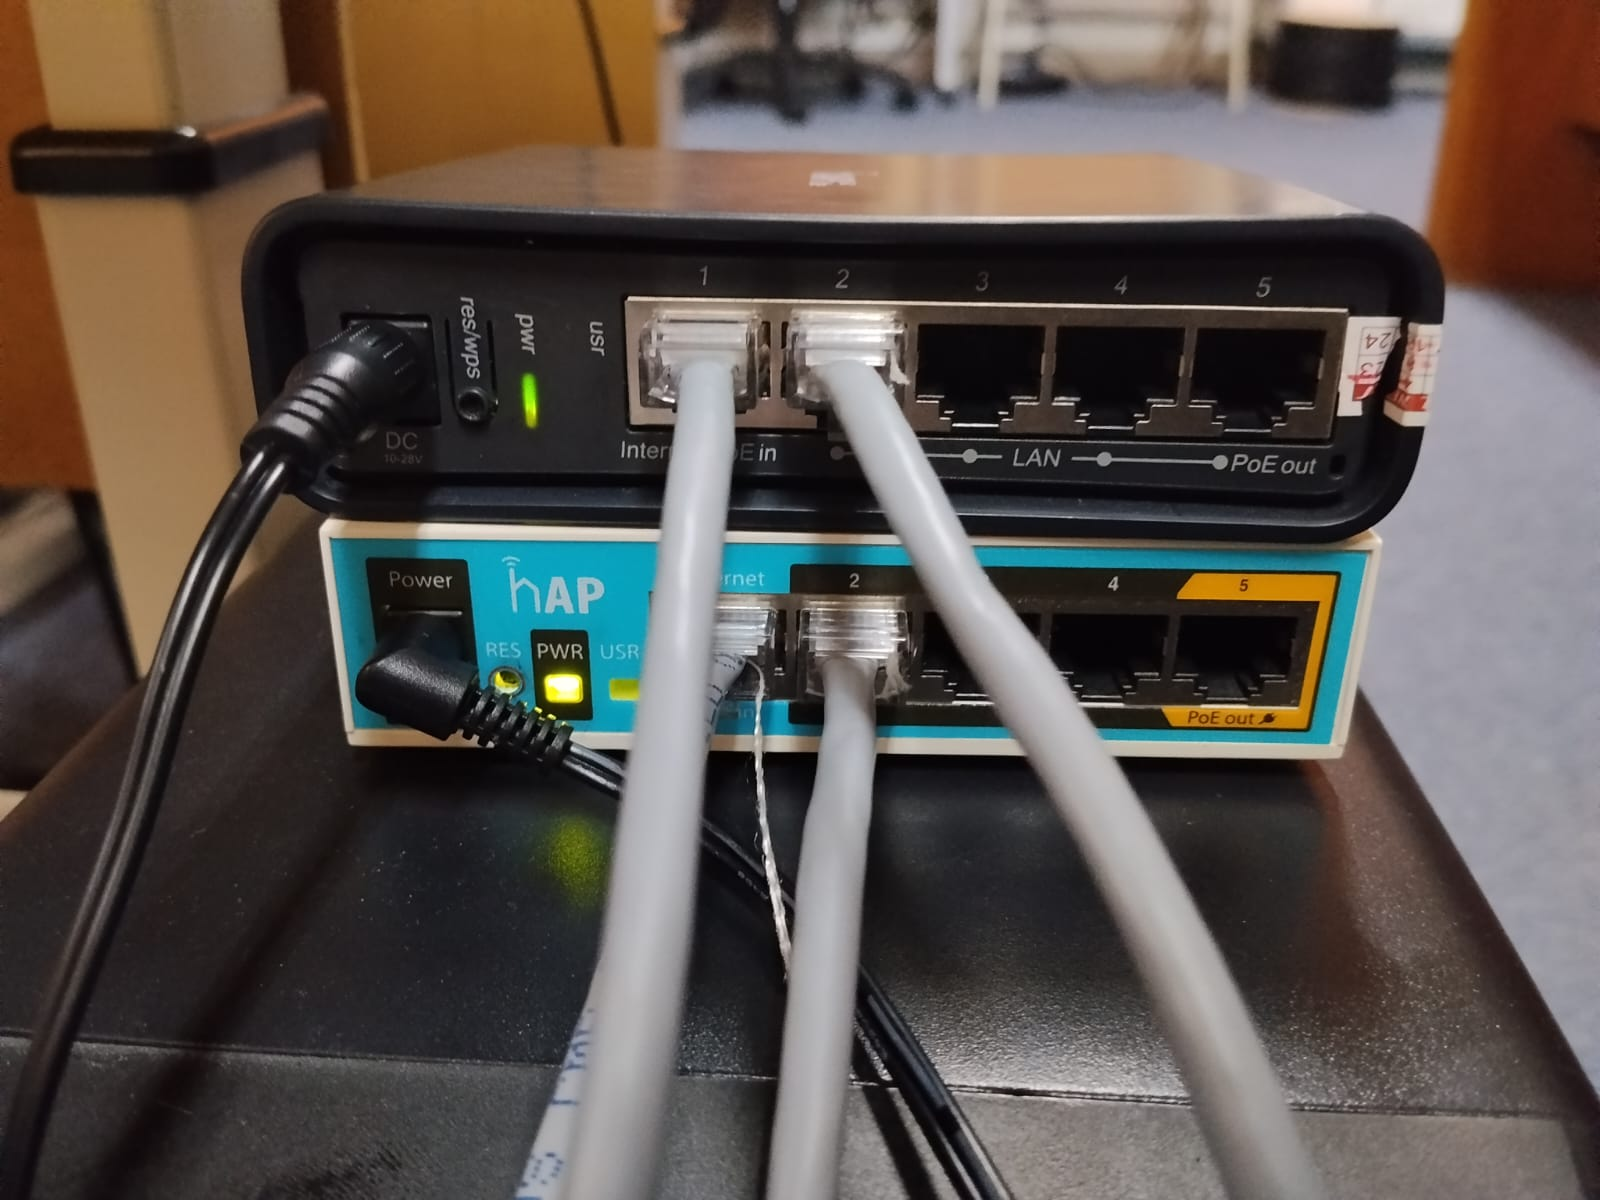 1 2 3 4 5
res/wps
pwr
usr
DC
10-28V
in
LAN
PoE out
hAP
Power
2 4 5
RES PWR USR
PoE out